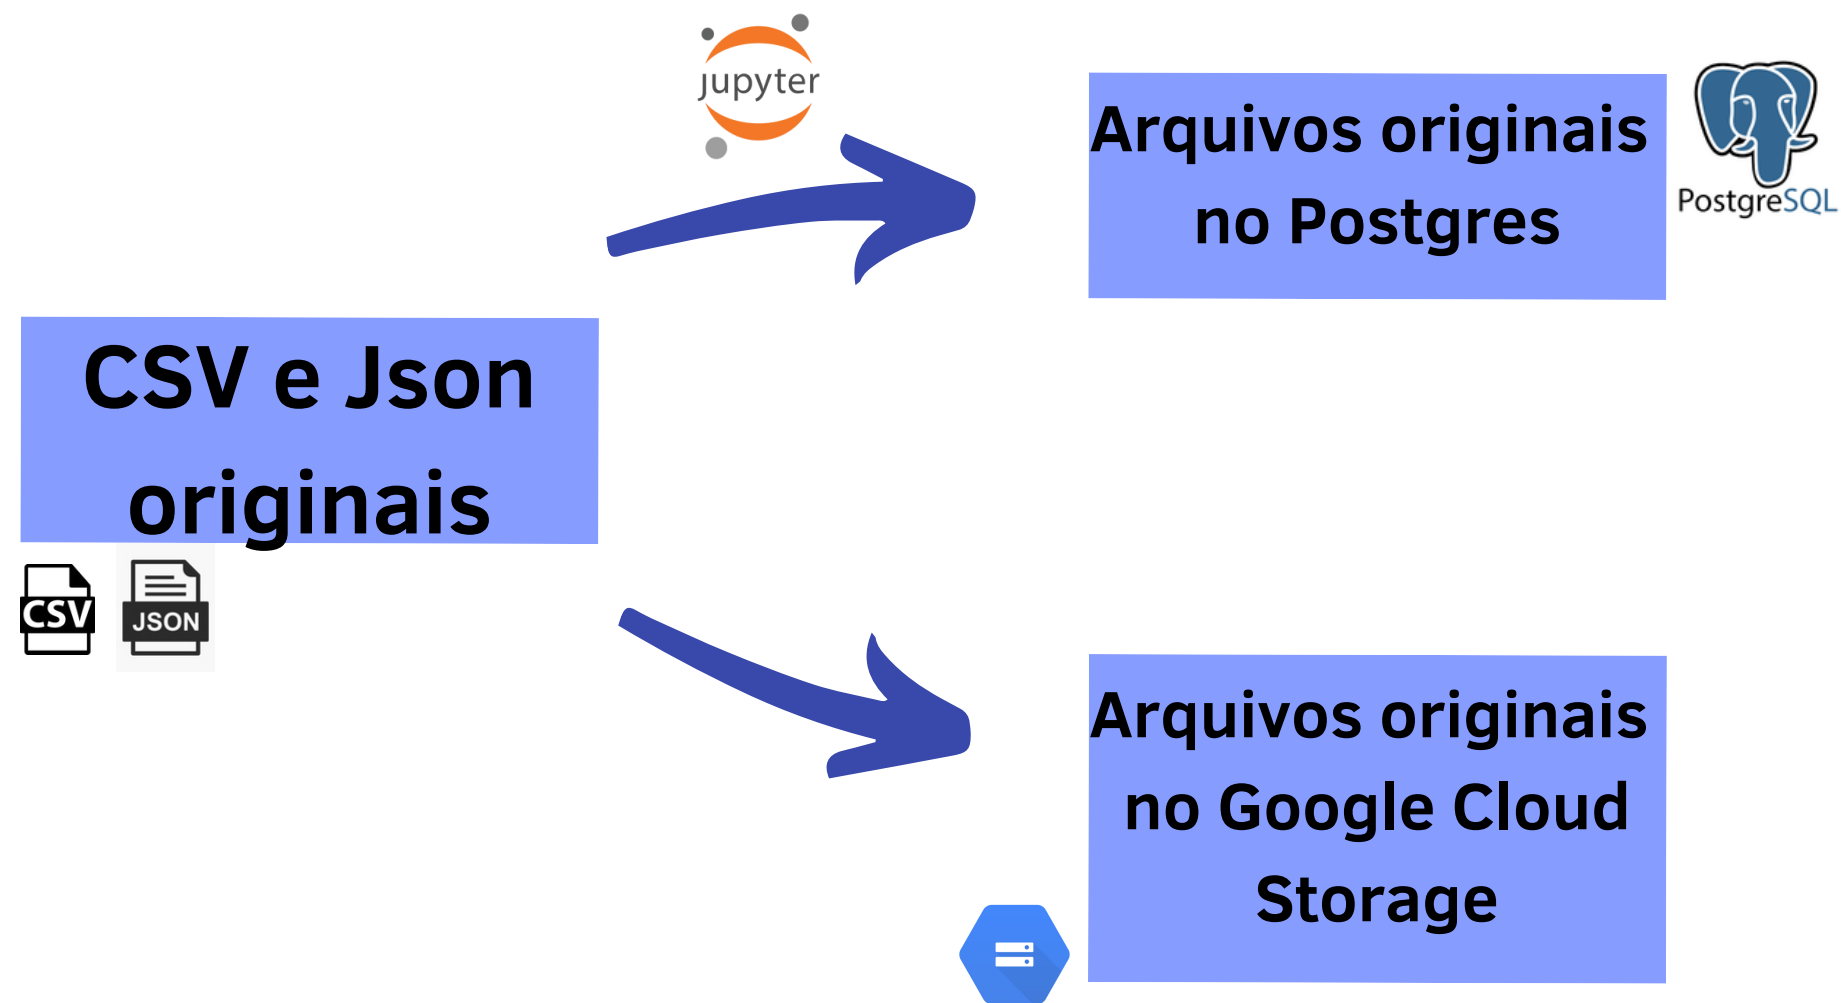 jupyter
Arquivos originais
no Postgres
PostgreSQL
CSV e Json
originais
CSV
JSON
Arquivos originais
no Google Cloud
Storage